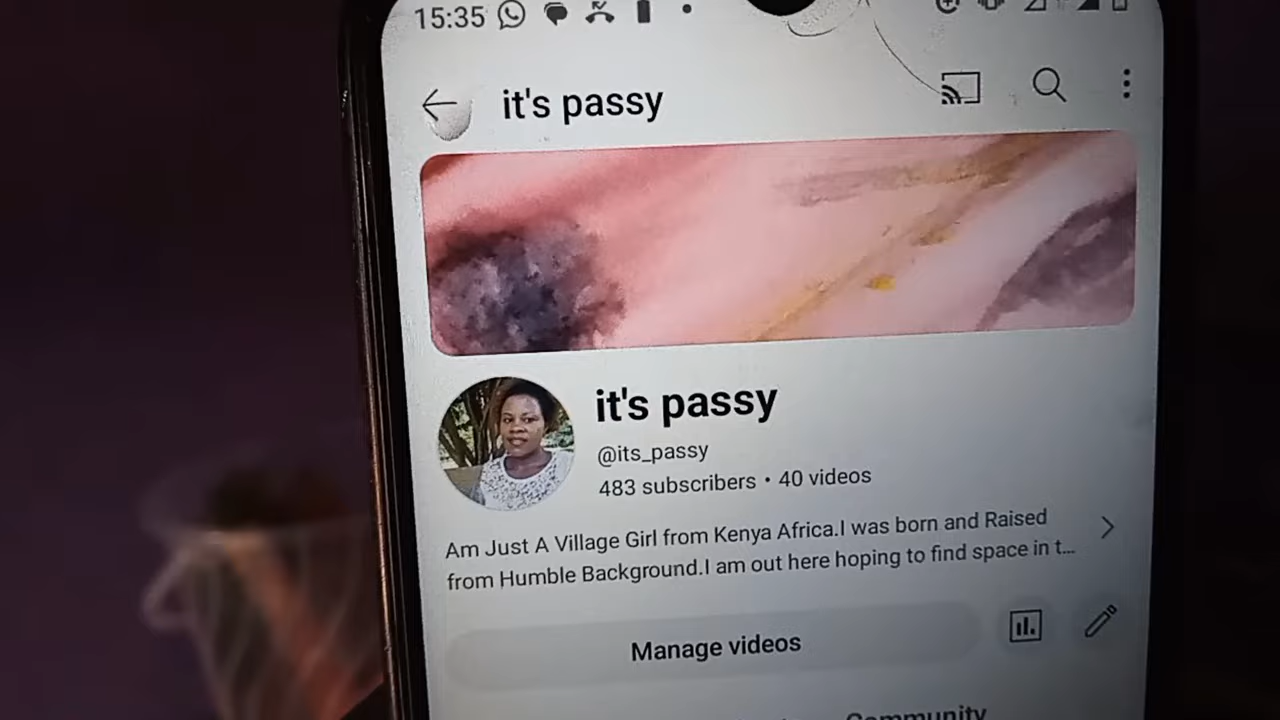 15:35
it's passy
it's passy
@its_passy
483 subscribers • 40 videos
Am Just A Village Girl from Kenya Africa.I was born and Raised
from Humble Background.I am out here hoping to find space in t...
Manage videos
Community